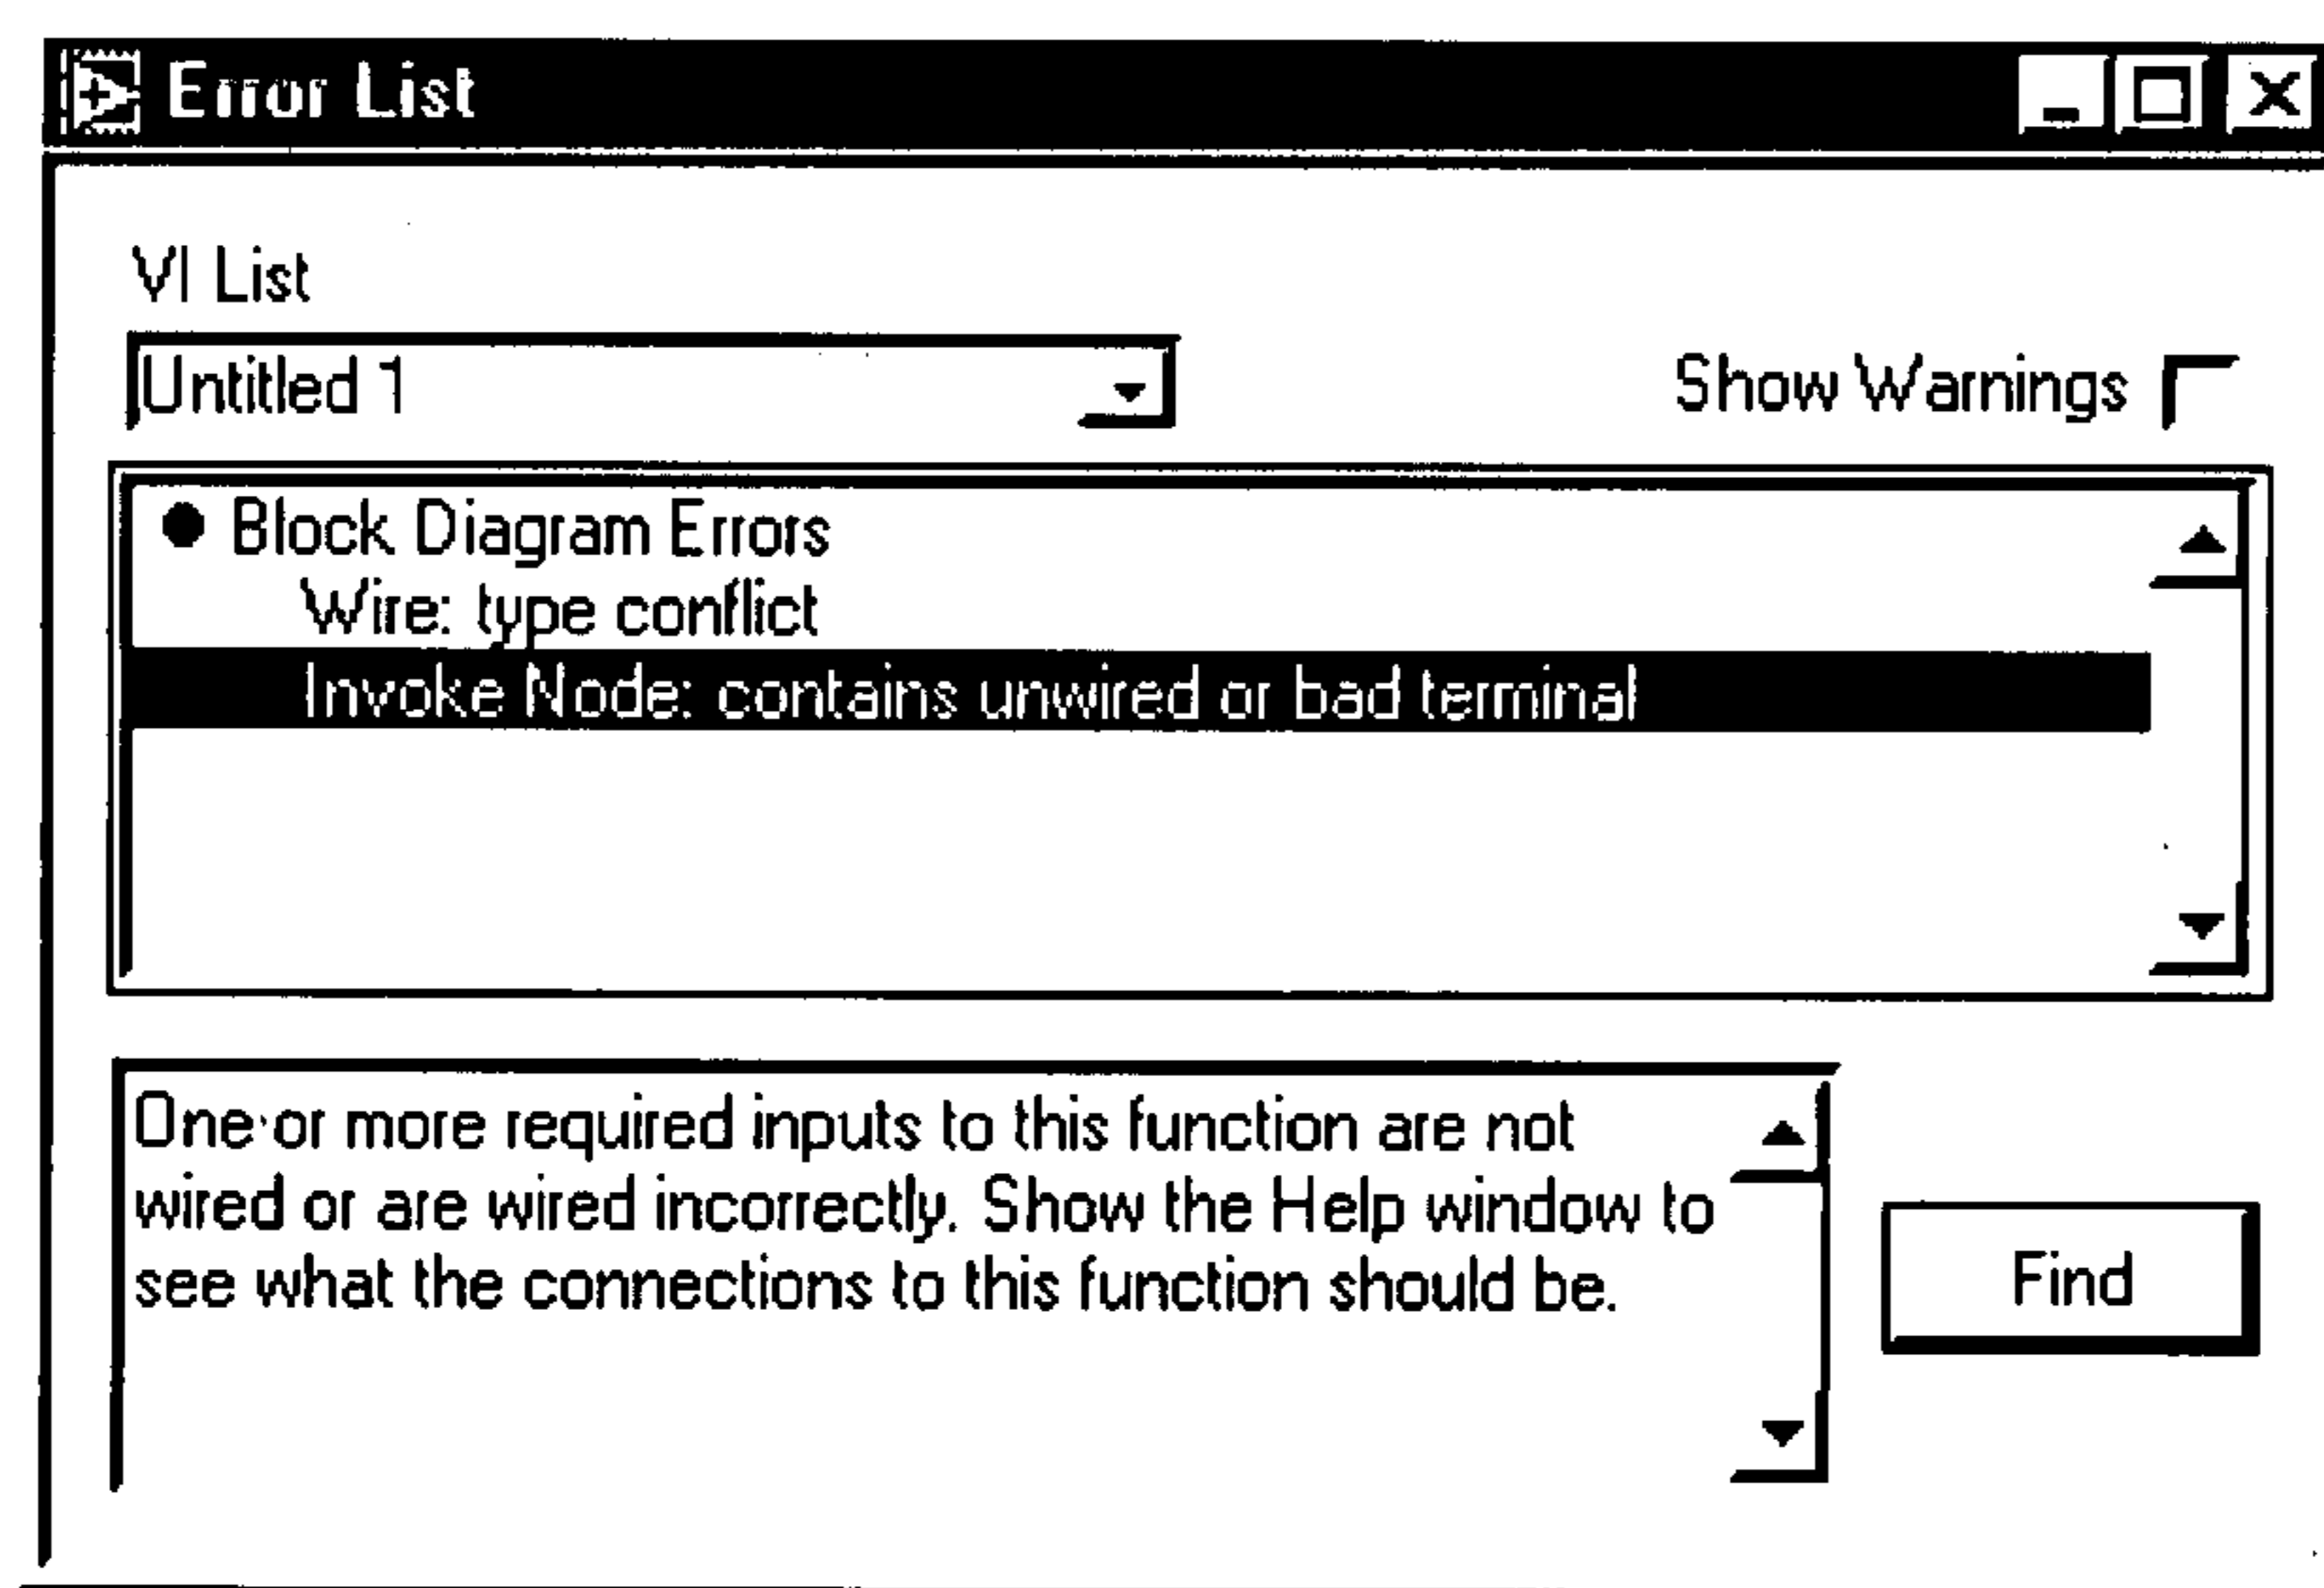 Error List
VI List
Untitled 1
Show Warnings
Block Diagram Errors
Wire: type conflict
Invoke Node: contains unwired or bad terminal
One or more required inputs to this function are not
wired or are wired incorrectly. Show the Help window to
see what the connections to this function should be.
Find